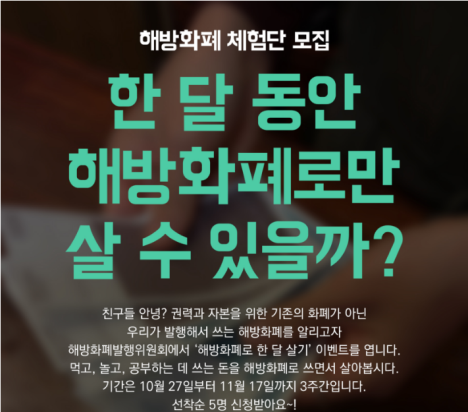 해방화폐 체험단 모집
한 달 동안
해방화폐로만
살 수 있을까?
친구들 안녕? 권력과 자본을 위한 기존의 화폐가 아닌
우리가 발행해서 쓰는 해방화폐를 알리고자
해방화폐발행위원회에서 '해방화폐로 한 달 살기' 이벤트를 엽니다.
먹고, 놀고, 공부하는 데 쓰는 돈을 해방화폐로 쓰면서 살아봅시다.
기간은 10월 27일부터 11월 17일까지 3주간입니다.
선착순 5명 신청받아요~!